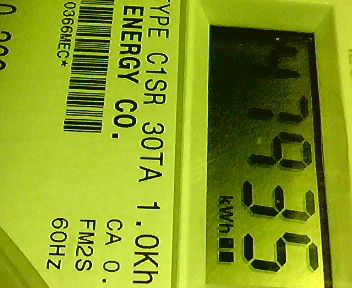 TYPE C1SR 30TA 1.0Kh
ENERGY CO. CA 0.
FM2S
0366MEC* 60Hz
47935
kWh